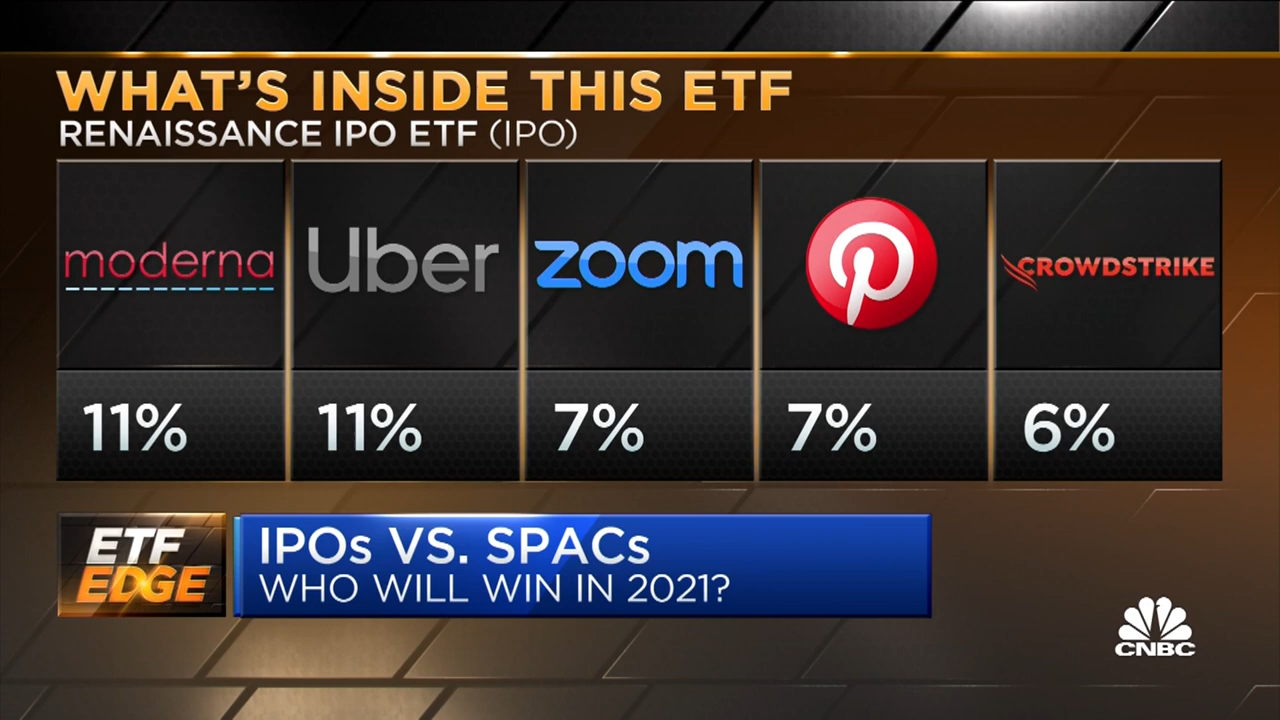 WHAT'S INSIDE THIS ETF
RENAISSANCE IPO ETF (IPO)
moderna
Uber
zoom
CROWDSTRIKE
11%
11%
7%
7%
6%
ETF
EDGE
IPOs VS. SPACs
WHO WILL WIN IN 2021?
CNBC